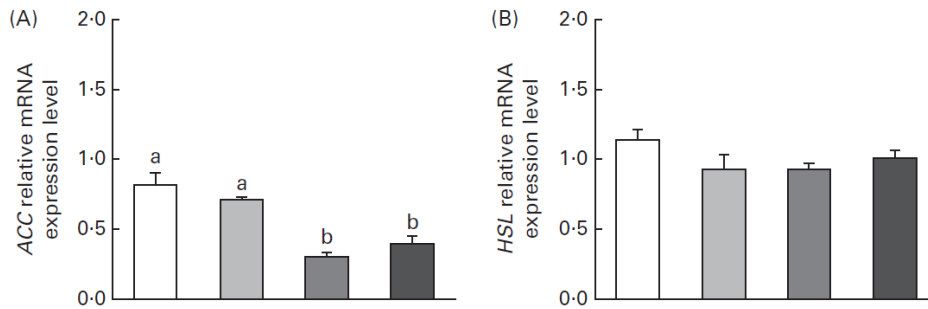 (A)
ACC relative mRNA
expression level
2·0
1·5
1·0
0·5
0·0
a
a
b
b
(B)
HSL relative mRNA
expression level
2·0
1·5
1·0
0·5
0·0